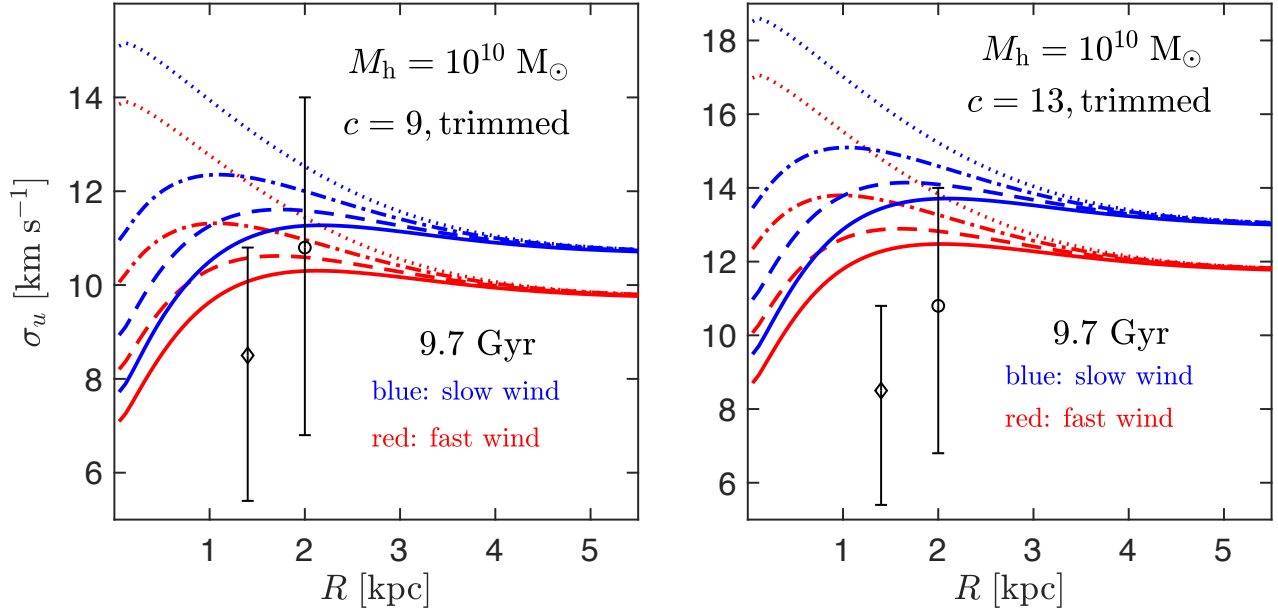 M_h = 10^10 M_⊙
c = 9, trimmed
9.7 Gyr
blue: slow wind
red: fast wind
14
12
10
8
6
1 2 3 4 5
σ_u [km s^−1]
R [kpc]
M_h = 10^10 M_⊙
c = 13, trimmed
9.7 Gyr
blue: slow wind
red: fast wind
18
16
14
12
10
8
6
1 2 3 4 5
R [kpc]